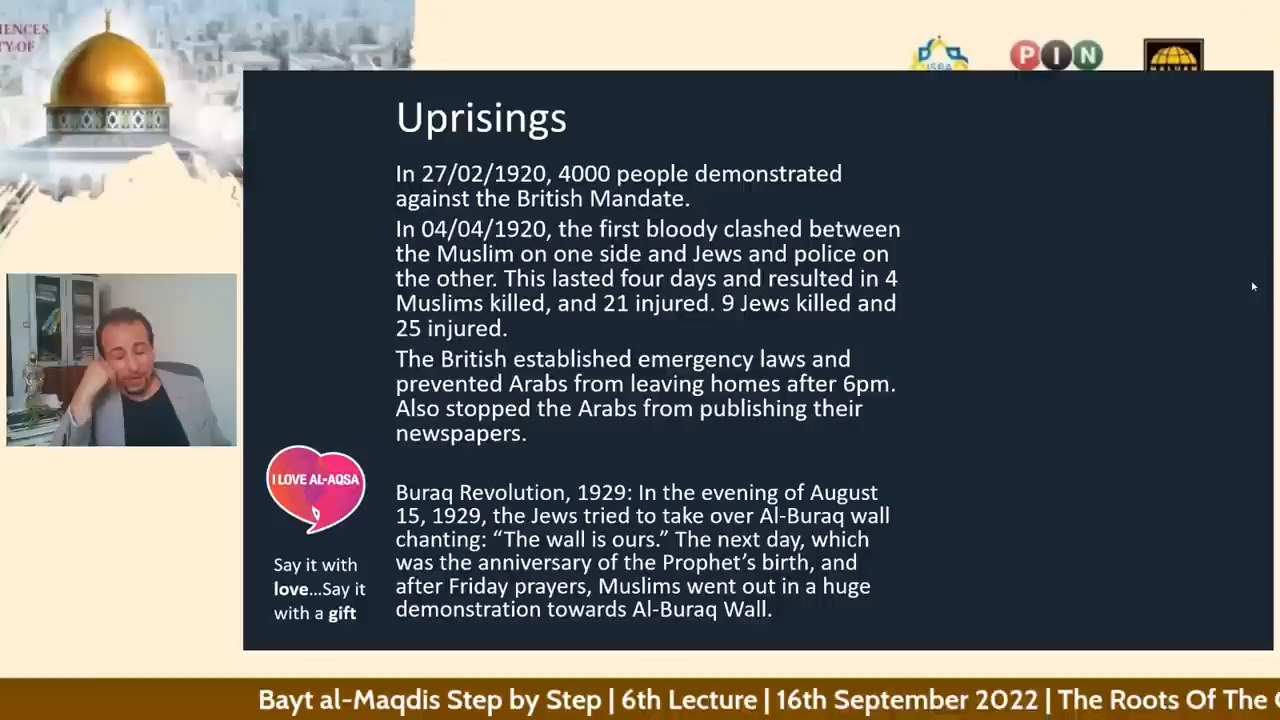 IENCES
TY OF
ISRA
P I N
Uprisings
In 27/02/1920, 4000 people demonstrated
against the British Mandate.
In 04/04/1920, the first bloody clashed between
the Muslim on one side and Jews and police on
the other. This lasted four days and resulted in 4
Muslims killed, and 21 injured. 9 Jews killed and
25 injured.
The British established emergency laws and
prevented Arabs from leaving homes after 6pm.
Also stopped the Arabs from publishing their
newspapers.
Buraq Revolution, 1929: In the evening of August
15, 1929, the Jews tried to take over Al-Buraq wall
chanting: “The wall is ours.” The next day, which
was the anniversary of the Prophet’s birth, and
after Friday prayers, Muslims went out in a huge
demonstration towards Al-Buraq Wall.
I LOVE AL-AQSA
Say it with
love...Say it
with a gift
Bayt al-Maqdis Step by Step | 6th Lecture | 16th September 2022 | The Roots Of The